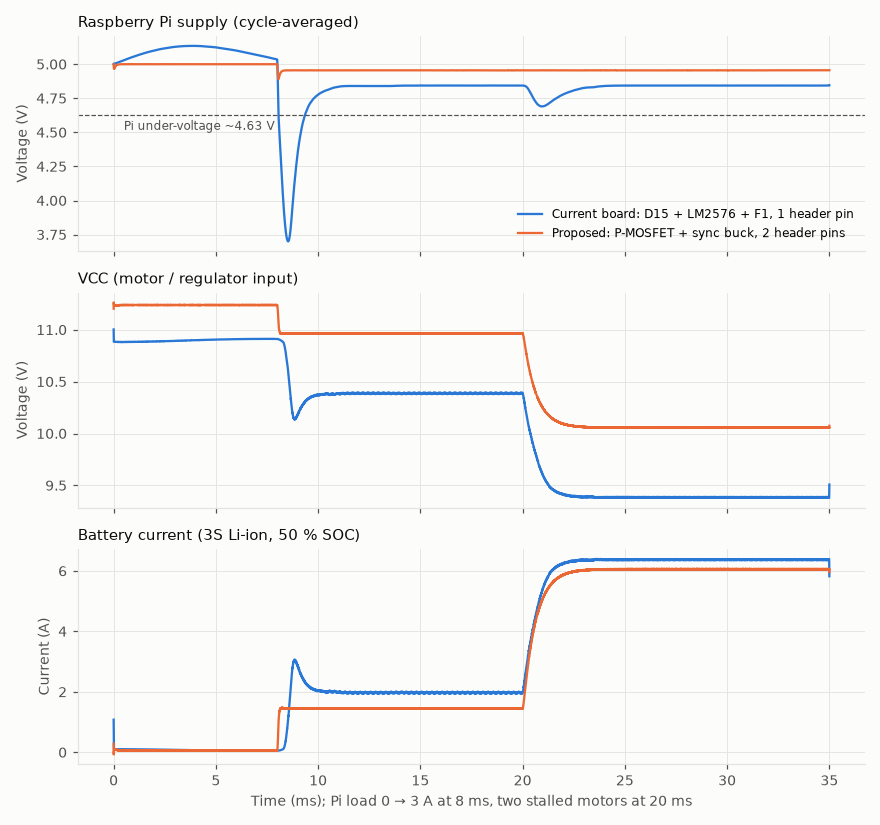 Raspberry Pi supply (cycle-averaged)
5.00
4.75
4.50
4.25
4.00
3.75
Voltage (V)
Pi under-voltage ~4.63 V
Current board: D15 + LM2576 + F1, 1 header pin
Proposed: P-MOSFET + sync buck, 2 header pins
VCC (motor / regulator input)
11.0
10.5
10.0
9.5
Voltage (V)
Battery current (3S Li-ion, 50 % SOC)
6
4
2
0
Current (A)
0 5 10 15 20 25 30 35
Time (ms); Pi load 0 → 3 A at 8 ms, two stalled motors at 20 ms